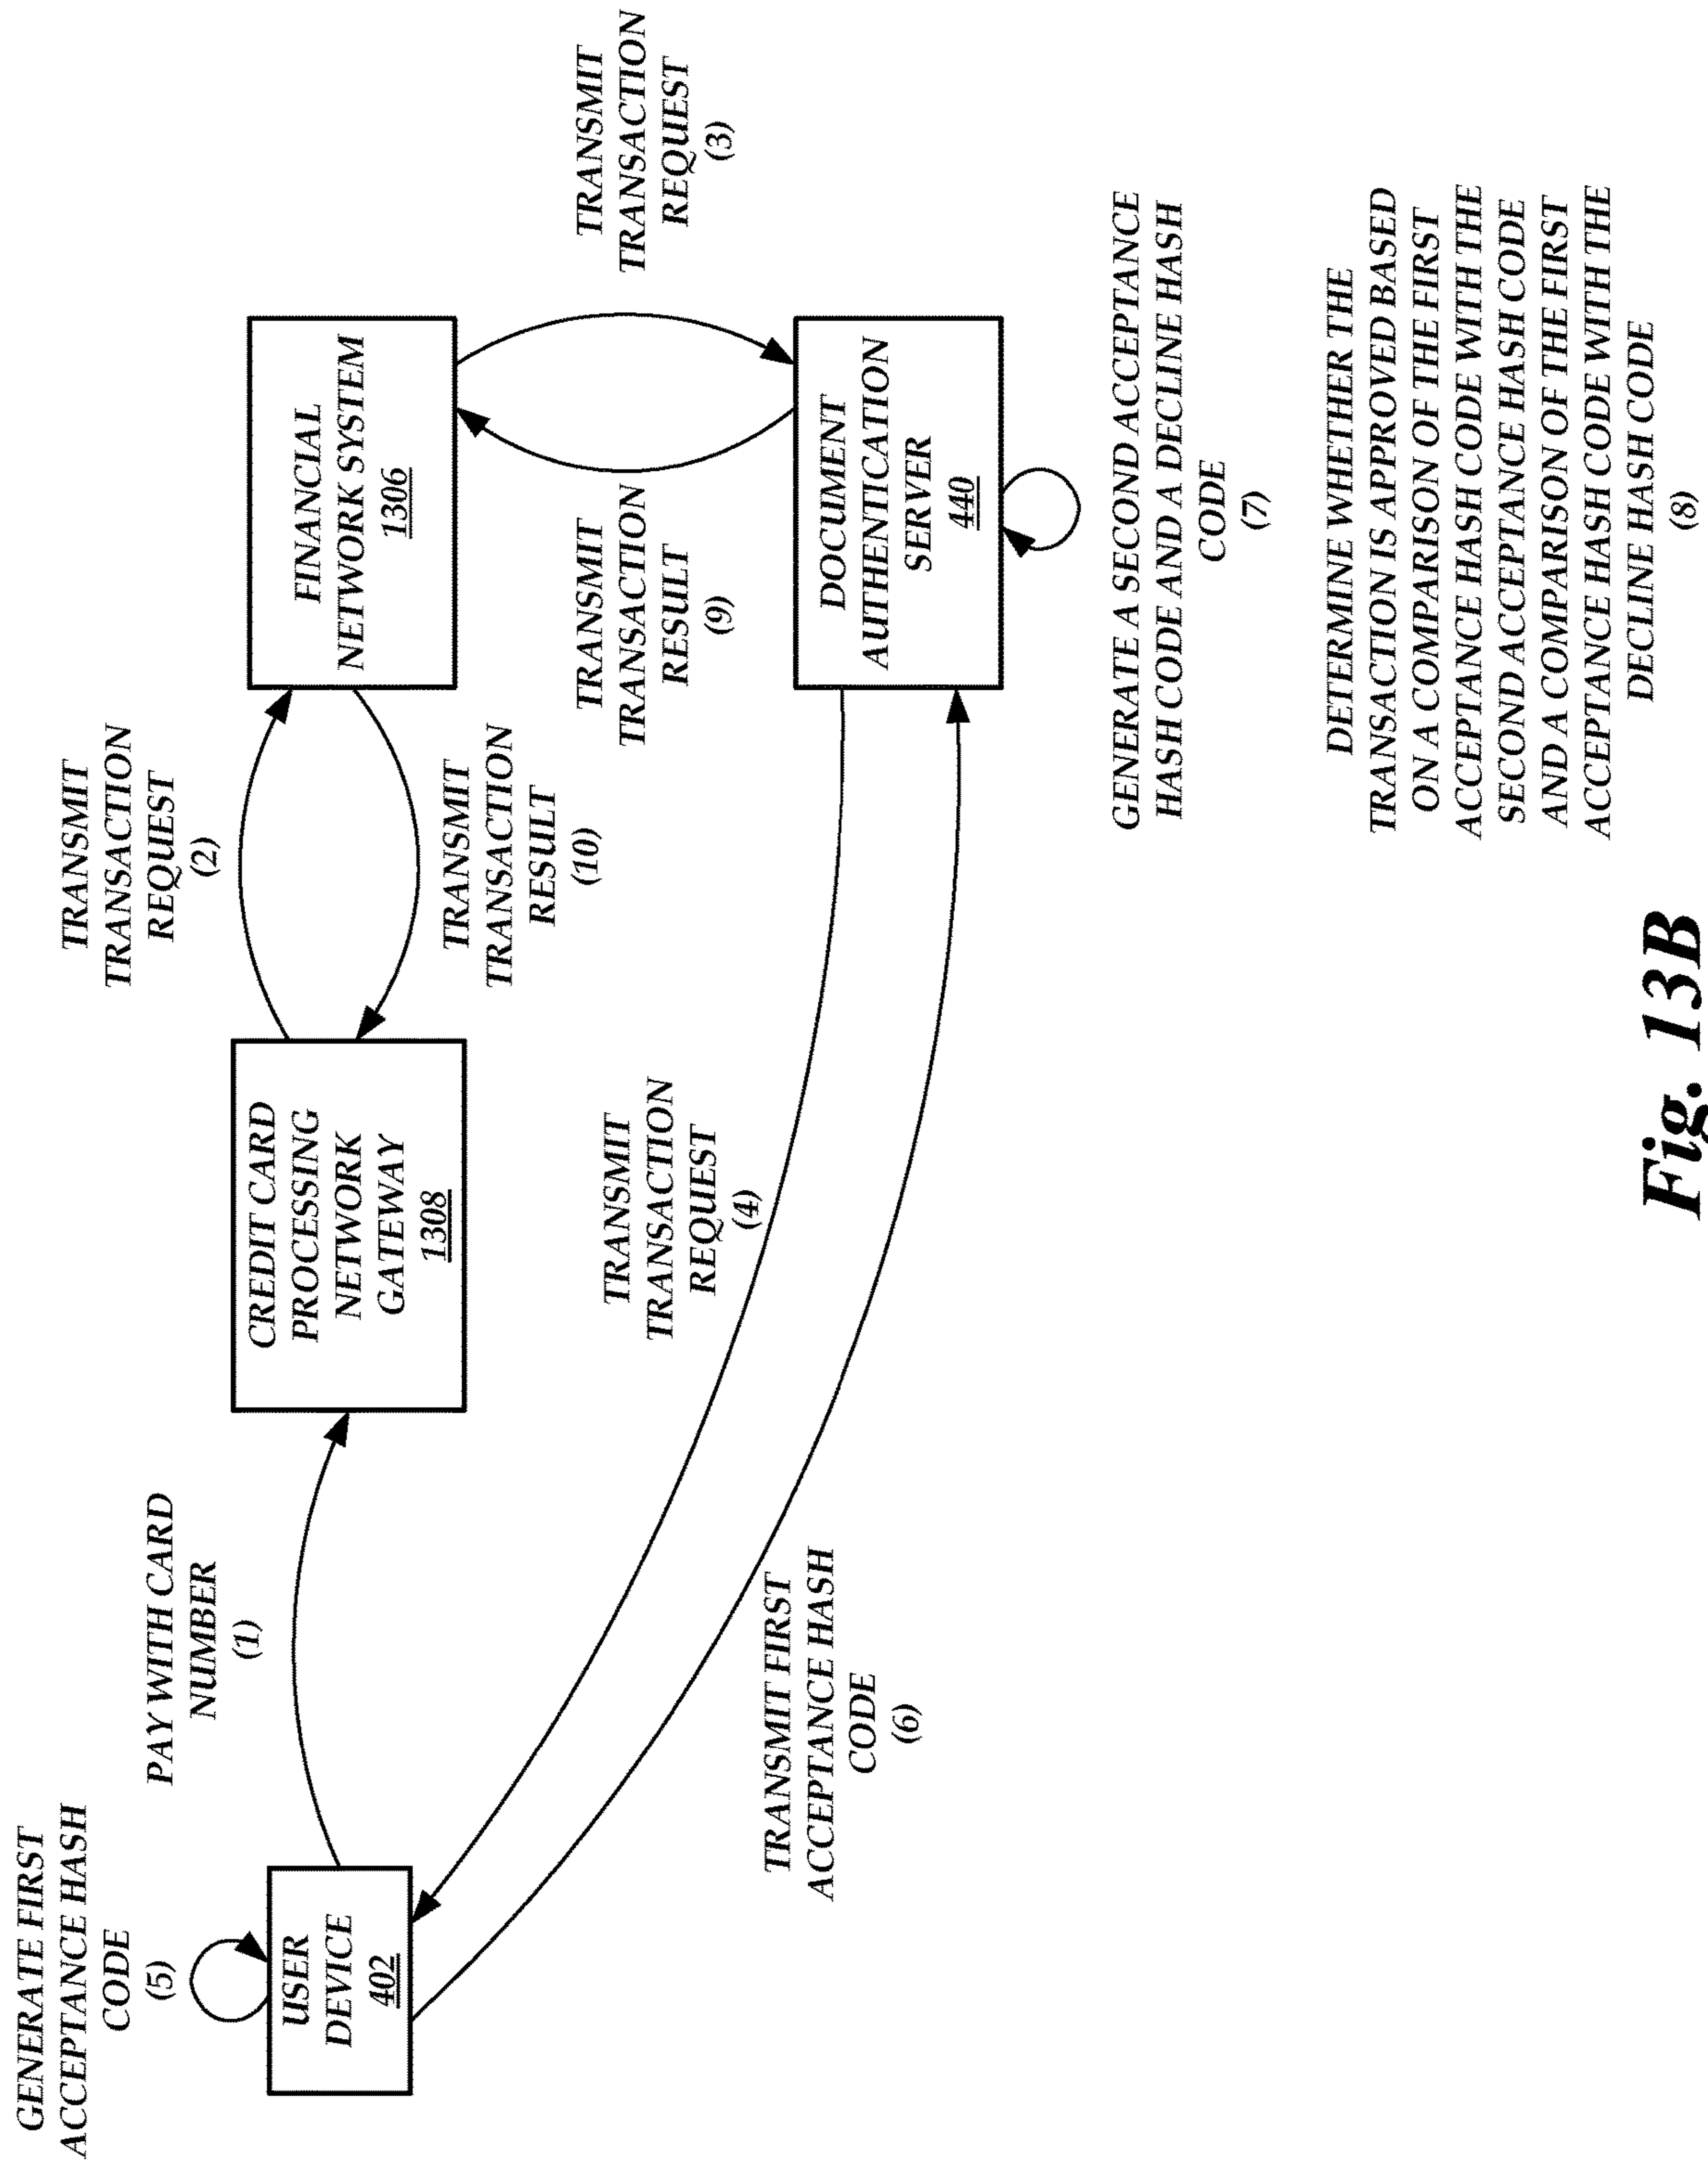 GENERATE FIRST
ACCEPTANCE HASH
CODE
(5)
USER
DEVICE
402
PAY WITH CARD
NUMBER
(1)
CREDIT CARD
PROCESSING
NETWORK
GATEWAY
1308
TRANSMIT
TRANSACTION
REQUEST
(2)
TRANSMIT
TRANSACTION
RESULT
(10)
FINANCIAL
NETWORK SYSTEM
1306
TRANSMIT
TRANSACTION
REQUEST
(3)
TRANSMIT
TRANSACTION
RESULT
(9)
TRANSMIT
TRANSACTION
REQUEST
(4)
TRANSMIT FIRST
ACCEPTANCE HASH
CODE
(6)
DOCUMENT
AUTHENTICATION
SERVER
440
GENERATE A SECOND ACCEPTANCE
HASH CODE AND A DECLINE HASH
CODE
(7)
DETERMINE WHETHER THE
TRANSACTION IS APPROVED BASED
ON A COMPARISON OF THE FIRST
ACCEPTANCE HASH CODE WITH THE
SECOND ACCEPTANCE HASH CODE
AND A COMPARISON OF THE FIRST
ACCEPTANCE HASH CODE WITH THE
DECLINE HASH CODE
(8)
Fig. 13B